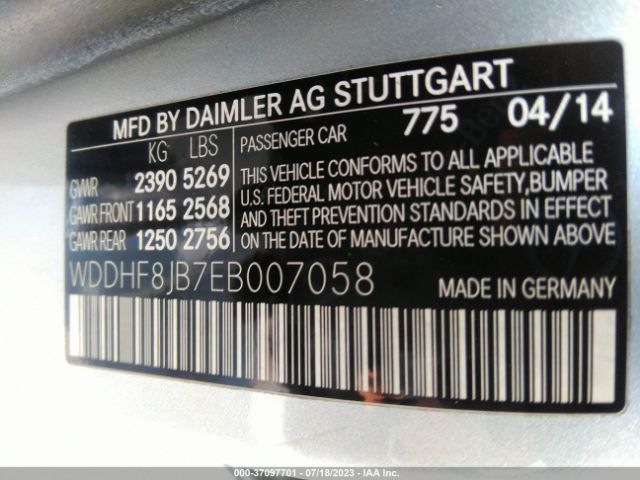 MFD BY DAIMLER AG STUTTGART
775 04/14
KG LBS
PASSENGER CAR
GVWR 2390 5269
GAWR FRONT 1165 2568
GAWR REAR 1250 2756
THIS VEHICLE CONFORMS TO ALL APPLICABLE
U.S. FEDERAL MOTOR VEHICLE SAFETY,BUMPER
AND THEFT PREVENTION STANDARDS IN EFFECT
ON THE DATE OF MANUFACTURE SHOWN ABOVE
WDDHF8JB7EB007058
MADE IN GERMANY
000-37097701 - 07/18/2023 - IAAI Inc.